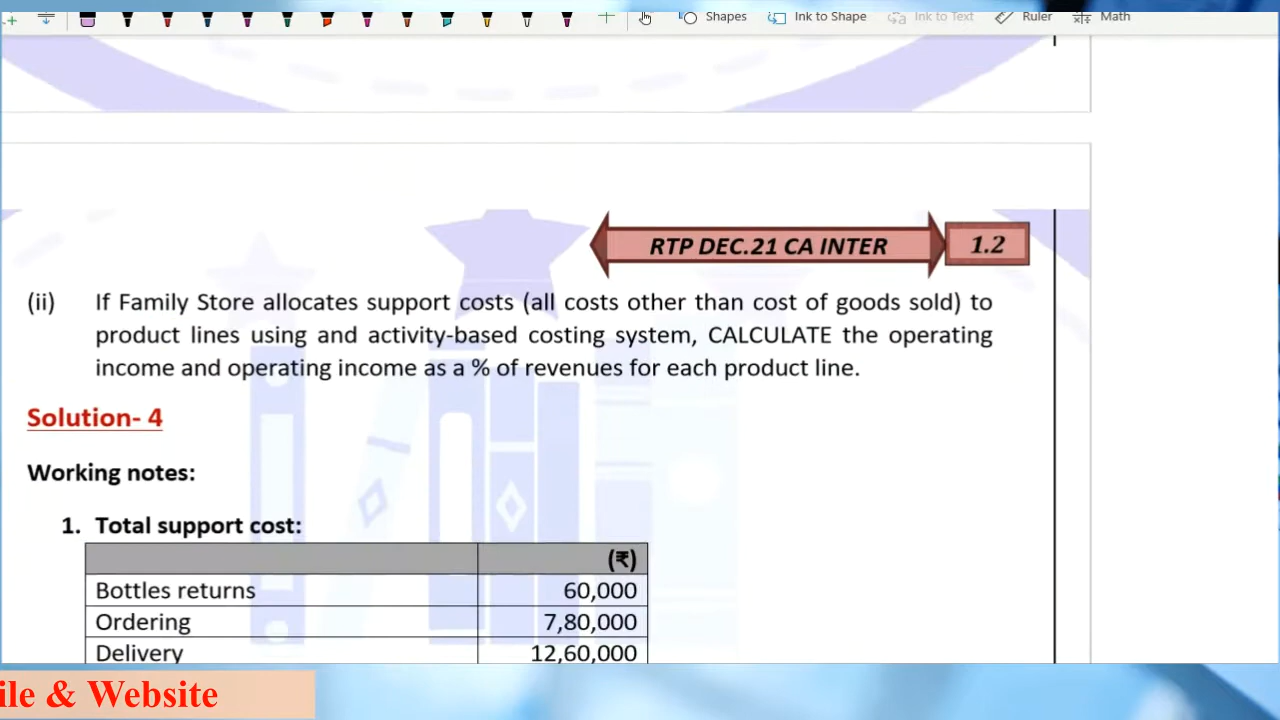 Shapes Ink to Shape Ink to Text Ruler Math
RTP DEC.21 CA INTER 1.2
(ii) If Family Store allocates support costs (all costs other than cost of goods sold) to
product lines using and activity-based costing system, CALCULATE the operating
income and operating income as a % of revenues for each product line.
Solution- 4
Working notes:
1. Total support cost:
(₹)
Bottles returns 60,000
Ordering 7,80,000
Delivery 12,60,000
ile & Website